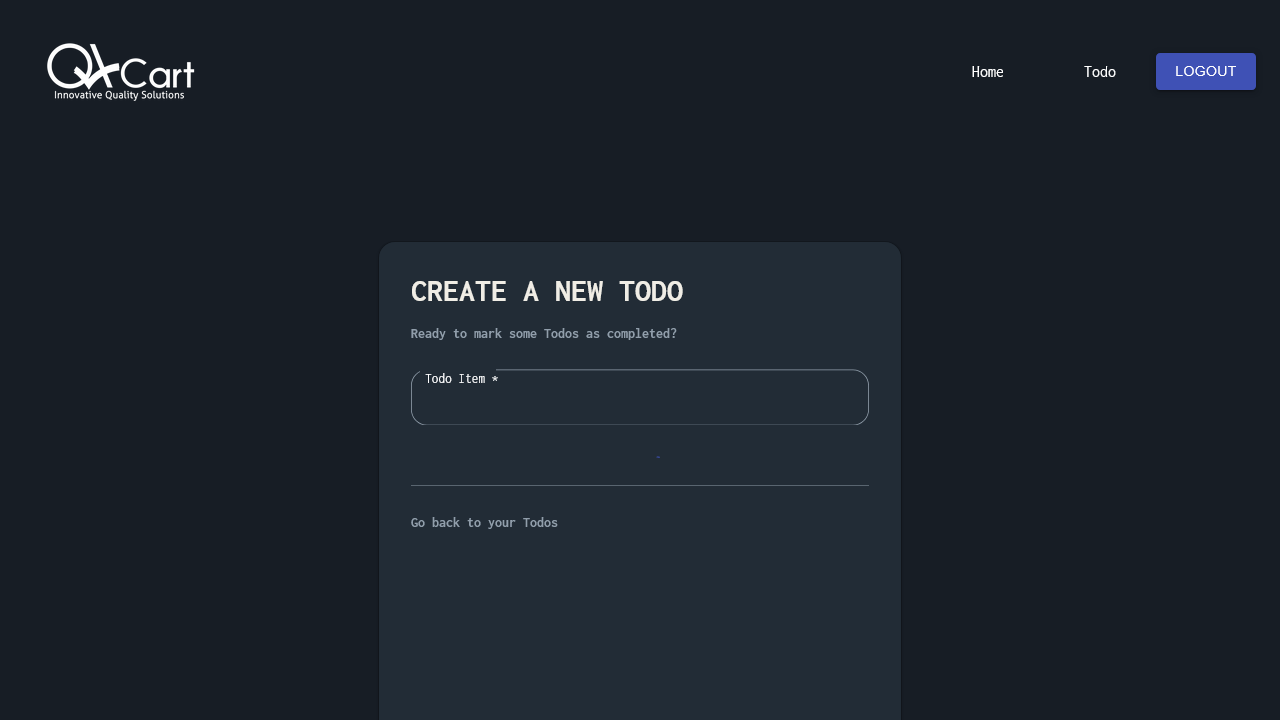 QACart
Innovative Quality Solutions
Home
Todo
LOGOUT
CREATE A NEW TODO
Ready to mark some Todos as completed?
Todo Item *
Go back to your Todos